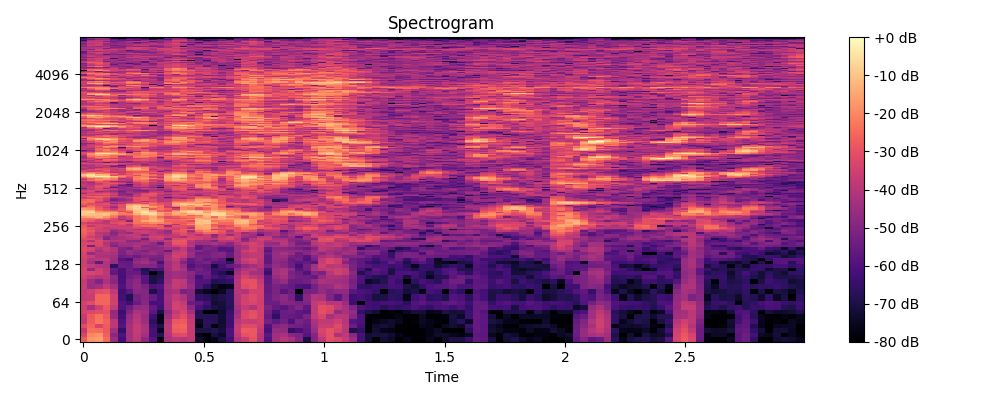 Spectrogram
4096
2048
1024
512
256
128
64
0
Hz
0
0.5
1
1.5
2
2.5
Time
+0 dB
-10 dB
-20 dB
-30 dB
-40 dB
-50 dB
-60 dB
-70 dB
-80 dB